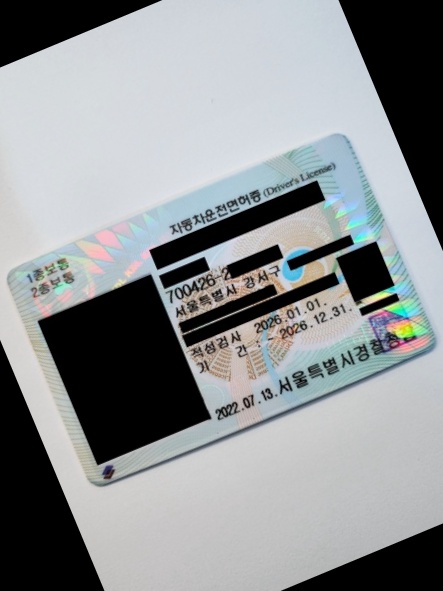 자동차운전면허증 (Driver's License)
1종보통
2종보통
700426-2
서울특별시 강서구
적성검사 2026.01.01.
기 간 : 2026.12.31.
2022.07.13. 서울특별시경찰청장